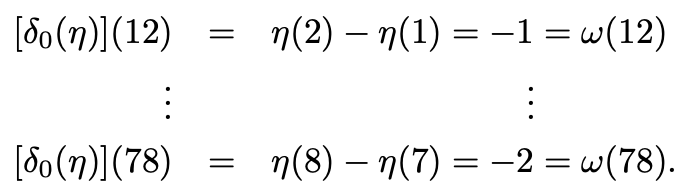 [δ₀(η)](12) = η(2) − η(1) = −1 = ω(12)
⋮ ⋮
[δ₀(η)](78) = η(8) − η(7) = −2 = ω(78).